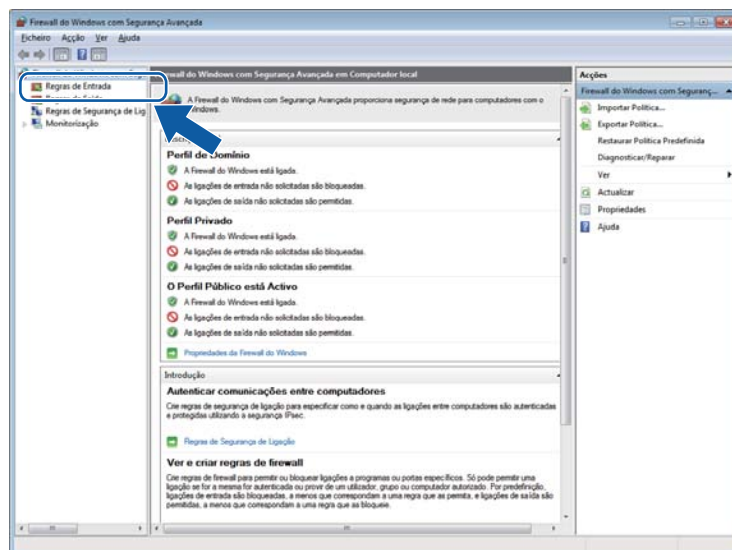 Firewall do Windows com Segurança Avançada
Ficheiro Acção Ver Ajuda
Regras de Entrada
Regras de Segurança de Lig
Monitorização
Firewall do Windows com Segurança Avançada em Computador local
A Firewall do Windows com Segurança Avançada proporciona segurança de rede para computadores com o
Windows.
Perfil de Domínio
A Firewall do Windows está ligada.
As ligações de entrada não solicitadas são bloqueadas.
As ligações de saída não solicitadas são permitidas.
Perfil Privado
A Firewall do Windows está ligada.
As ligações de entrada não solicitadas são bloqueadas.
As ligações de saída não solicitadas são permitidas.
O Perfil Público está Activo
A Firewall do Windows está ligada.
As ligações de entrada não solicitadas são bloqueadas.
As ligações de saída não solicitadas são permitidas.
Propriedades da Firewall do Windows
Introdução
Autenticar comunicações entre computadores
Crie regras de segurança de ligação para especificar como e quando as ligações entre computadores são autenticadas
e protegidas utilizando a segurança IPsec.
Regras de Segurança de Ligação
Ver e criar regras de firewall
Crie regras de firewall para permitir ou bloquear ligações a programas ou portas específicos. Só pode permitir uma
ligação se for a mesma for autenticada ou provir de um utilizador, grupo ou computador autorizado. Por predefinição,
ligações de entrada são bloqueadas, a menos que correspondam a uma regra que as permita, e ligações de saída são
permitidas, a menos que correspondam a uma regra que as bloqueie.
Acções
Firewall do Windows com Seguranç...
Importar Política...
Exportar Política...
Restaurar Política Predefinida
Diagnosticar/Reparar
Ver
Actualizar
Propriedades
Ajuda